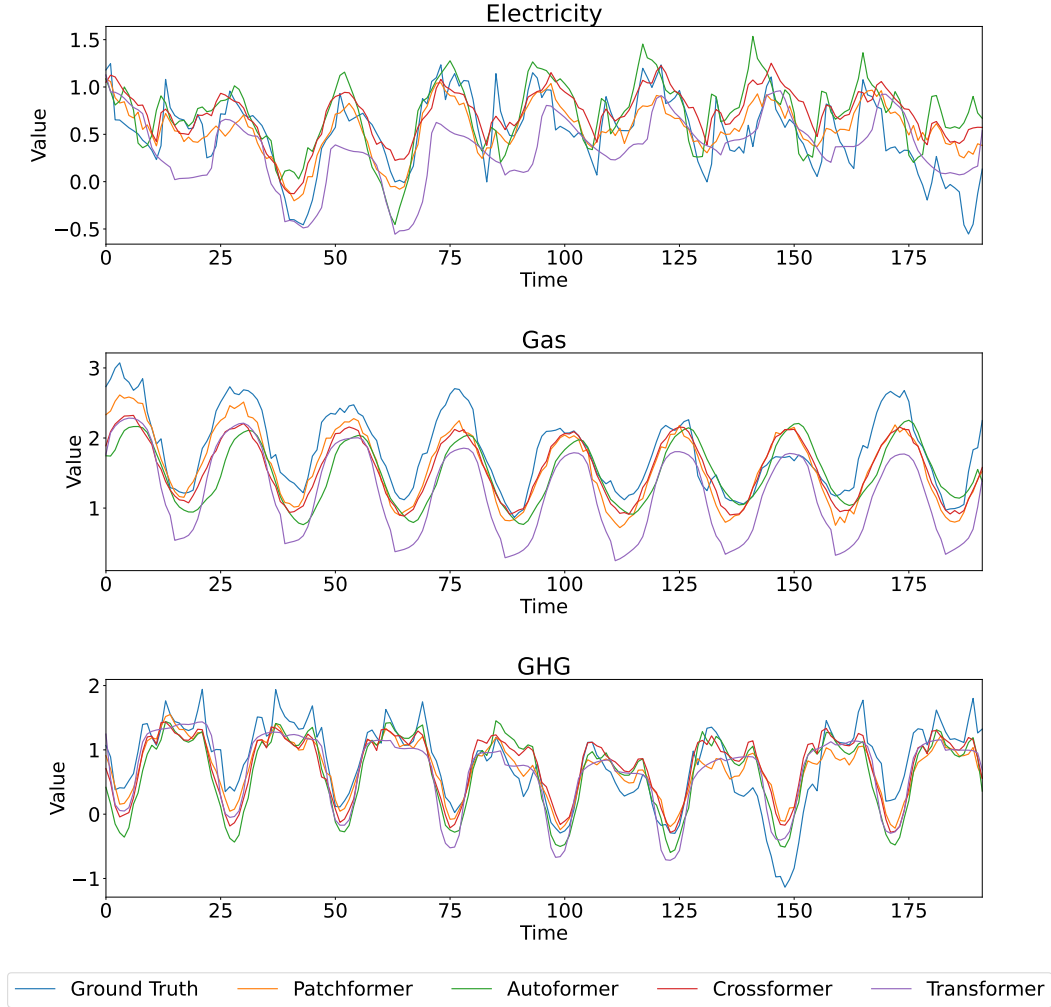 Electricity
1.5
1.0
0.5
0.0
−0.5
Value
0 25 50 75 100 125 150 175
Time
Gas
3
2
1
Value
0 25 50 75 100 125 150 175
Time
GHG
2
1
0
−1
Value
0 25 50 75 100 125 150 175
Time
Ground Truth Patchformer Autoformer Crossformer Transformer